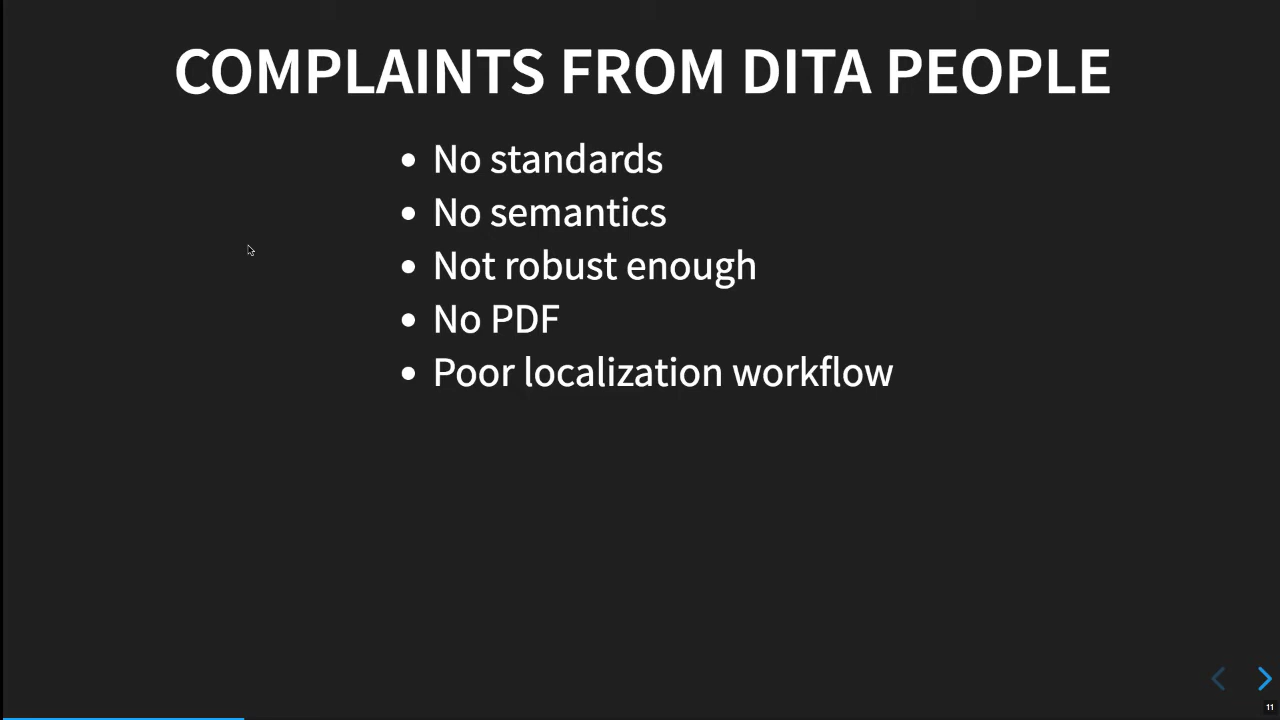 COMPLAINTS FROM DITA PEOPLE
• No standards
• No semantics
• Not robust enough
• No PDF
• Poor localization workflow
11